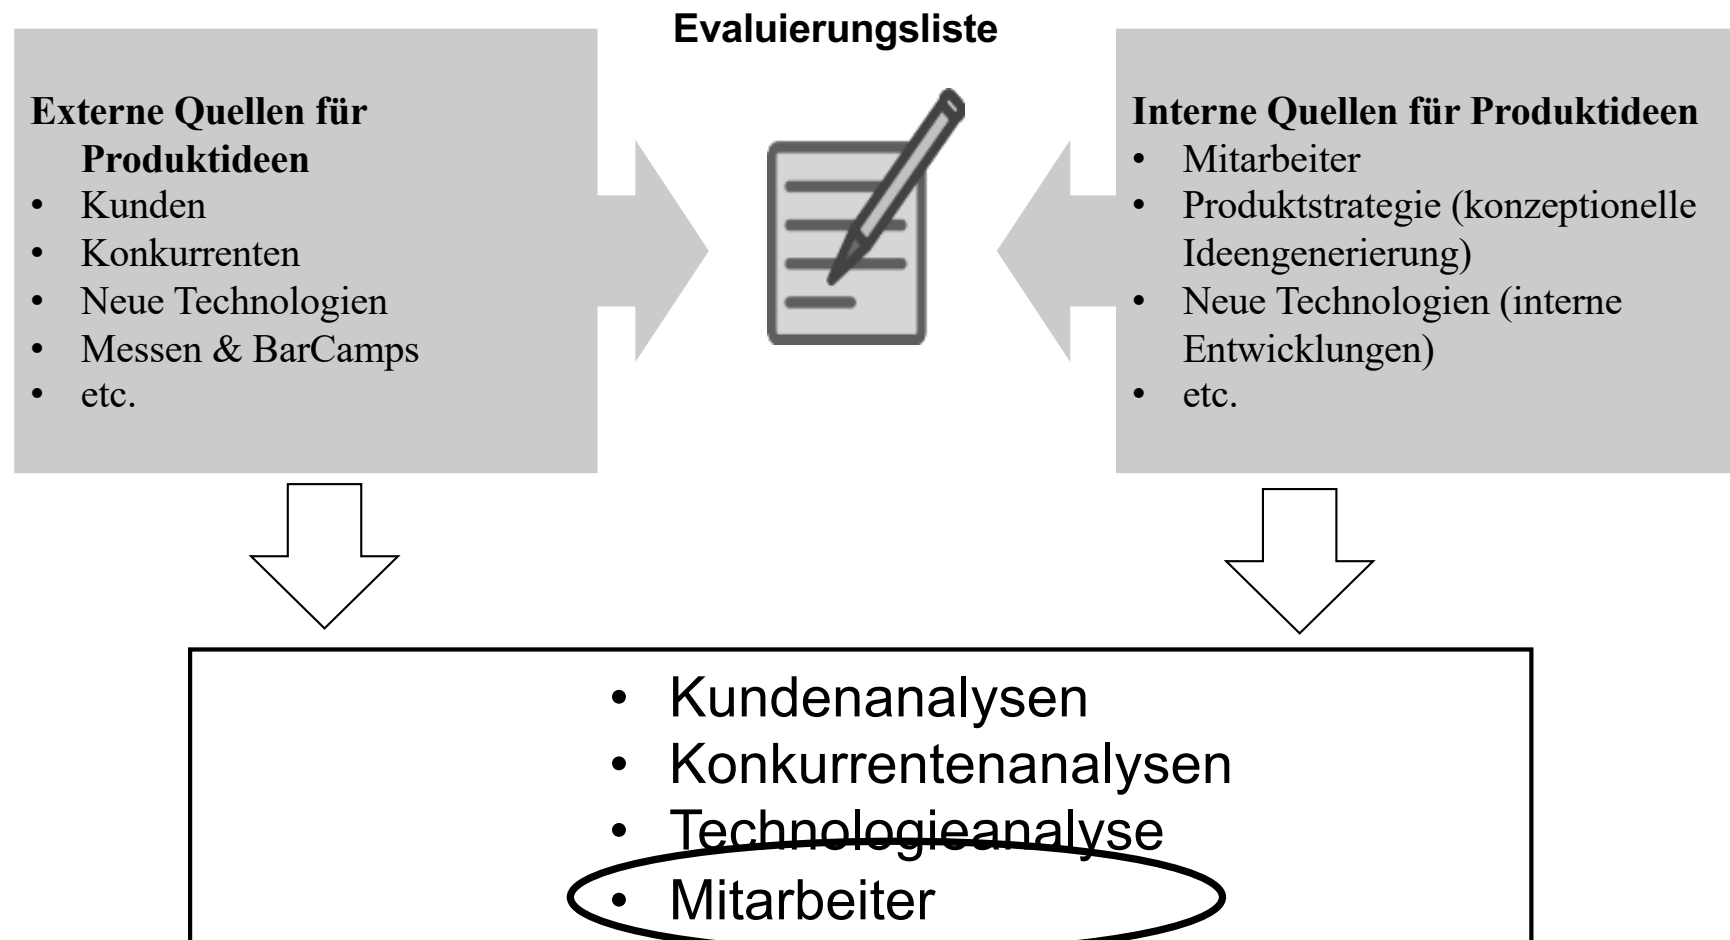 Evaluierungsliste
Externe Quellen für
Produktideen
• Kunden
• Konkurrenten
• Neue Technologien
• Messen & BarCamps
• etc.
Interne Quellen für Produktideen
• Mitarbeiter
• Produktstrategie (konzeptionelle
Ideengenerierung)
• Neue Technologien (interne
Entwicklungen)
• etc.
• Kundenanalysen
• Konkurrentenanalysen
• Technologieanalyse
• Mitarbeiter